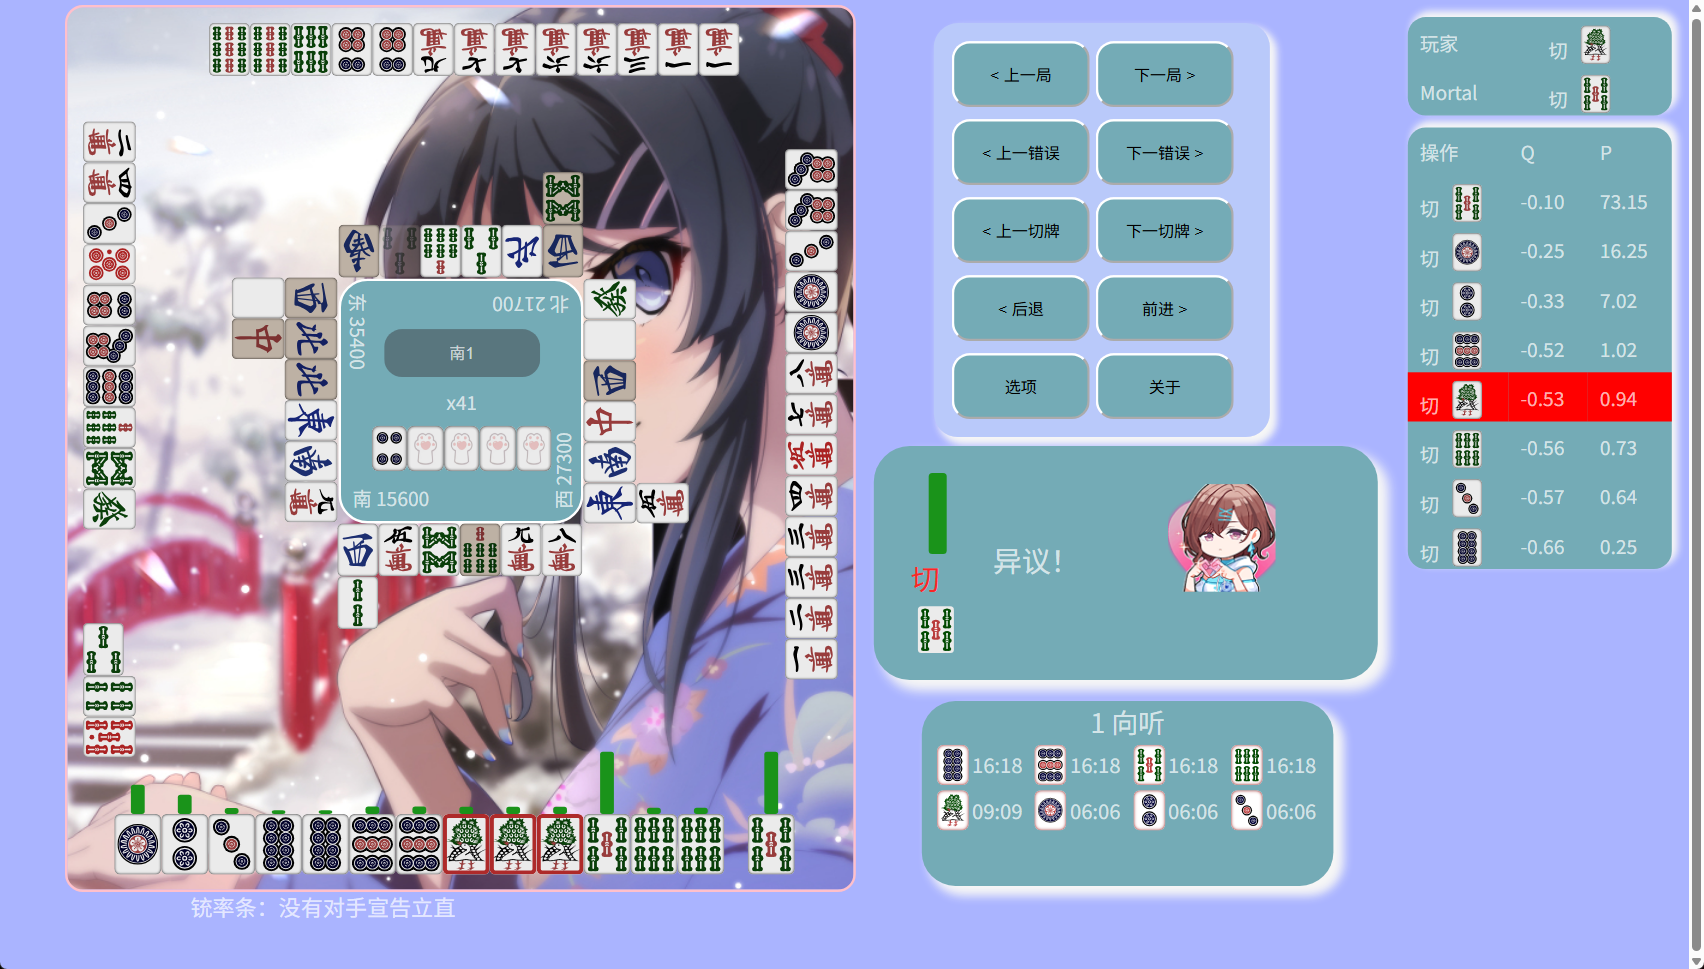 东 35400
北 21700
南1
x41
南 15600
西 27300
铳率条：没有对手宣告立直
< 上一局
下一局 >
< 上一错误
下一错误 >
< 上一切牌
下一切牌 >
< 后退
前进 >
选项
关于
切
异议！
1 向听
16:18
16:18
16:18
16:18
09:09
06:06
06:06
06:06
玩家 切
Mortal 切
操作 Q P
切 -0.10 73.15
切 -0.25 16.25
切 -0.33 7.02
切 -0.52 1.02
切 -0.53 0.94
切 -0.56 0.73
切 -0.57 0.64
切 -0.66 0.25